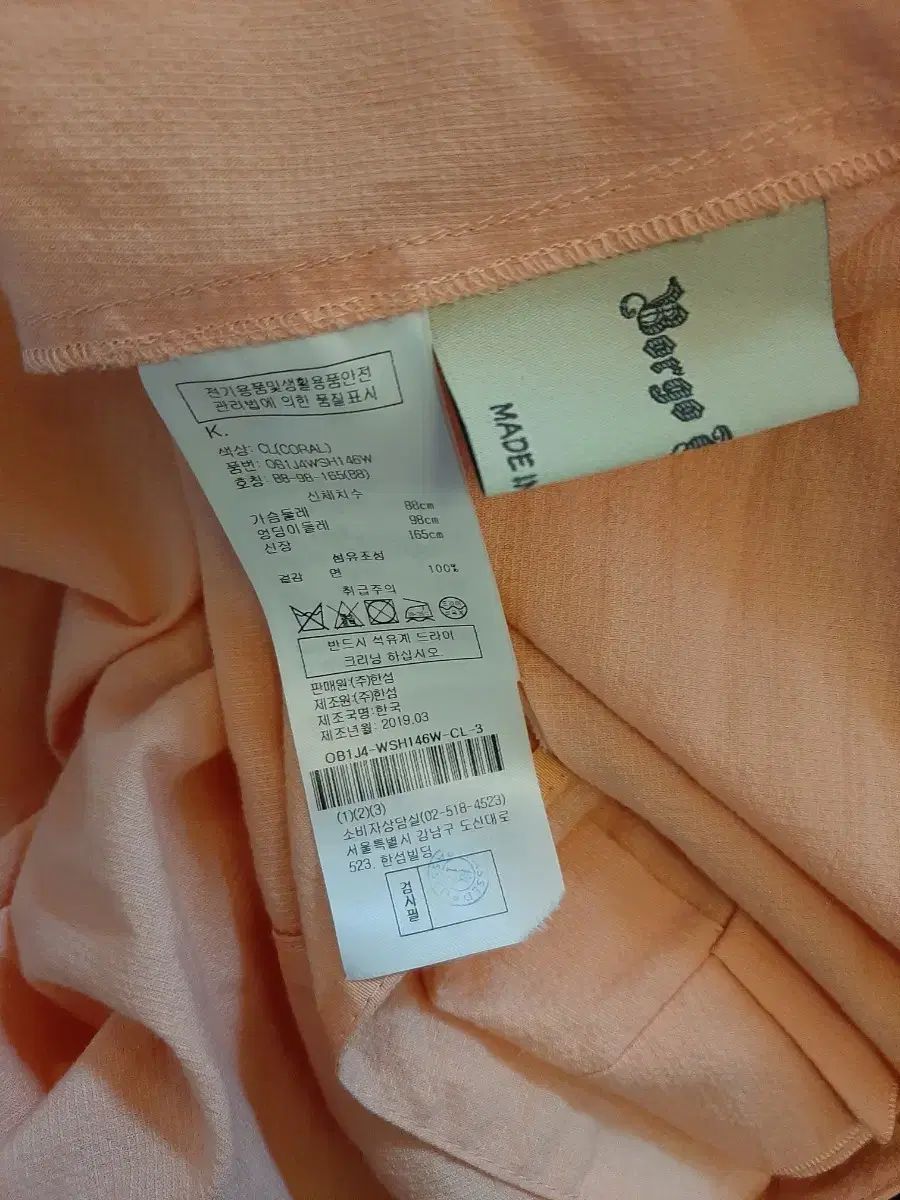 전기용품및생활용품안전
관리법에 의한 품질표시
K.
색상: CL(CORAL)
품번: OB1J4WSH146W
호칭: 88-98-165(88)
신체치수
가슴둘레 88cm
엉덩이둘레 98cm
신장 165cm
섬유조성
겉감 면 100%
취급주의
반드시 석유계 드라이
크리닝 하십시오.
판매원:(주)한섬
제조원:(주)한섬
제조국명:한국
제조년월: 2019.03
OB1J4-WSH146W-CL-3
(1)(2)(3)
소비자상담실(02-518-4523)
서울특별시 강남구 도산대로
523, 한섬빌딩
검사필
MADE IN